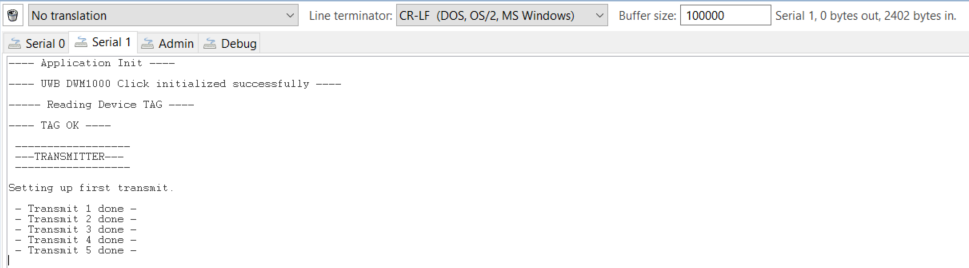 No translation Line terminator: CR-LF (DOS, OS/2, MS Windows) Buffer size: 100000 Serial 1, 0 bytes out, 2402 bytes in.
Serial 0 Serial 1 Admin Debug
---- Application Init ----
---- UWB DWM1000 Click initialized successfully ----
----- Reading Device TAG ----
---- TAG OK ----
------------------
---TRANSMITTER---
------------------
Setting up first transmit.
- Transmit 1 done -
- Transmit 2 done -
- Transmit 3 done -
- Transmit 4 done -
- Transmit 5 done -